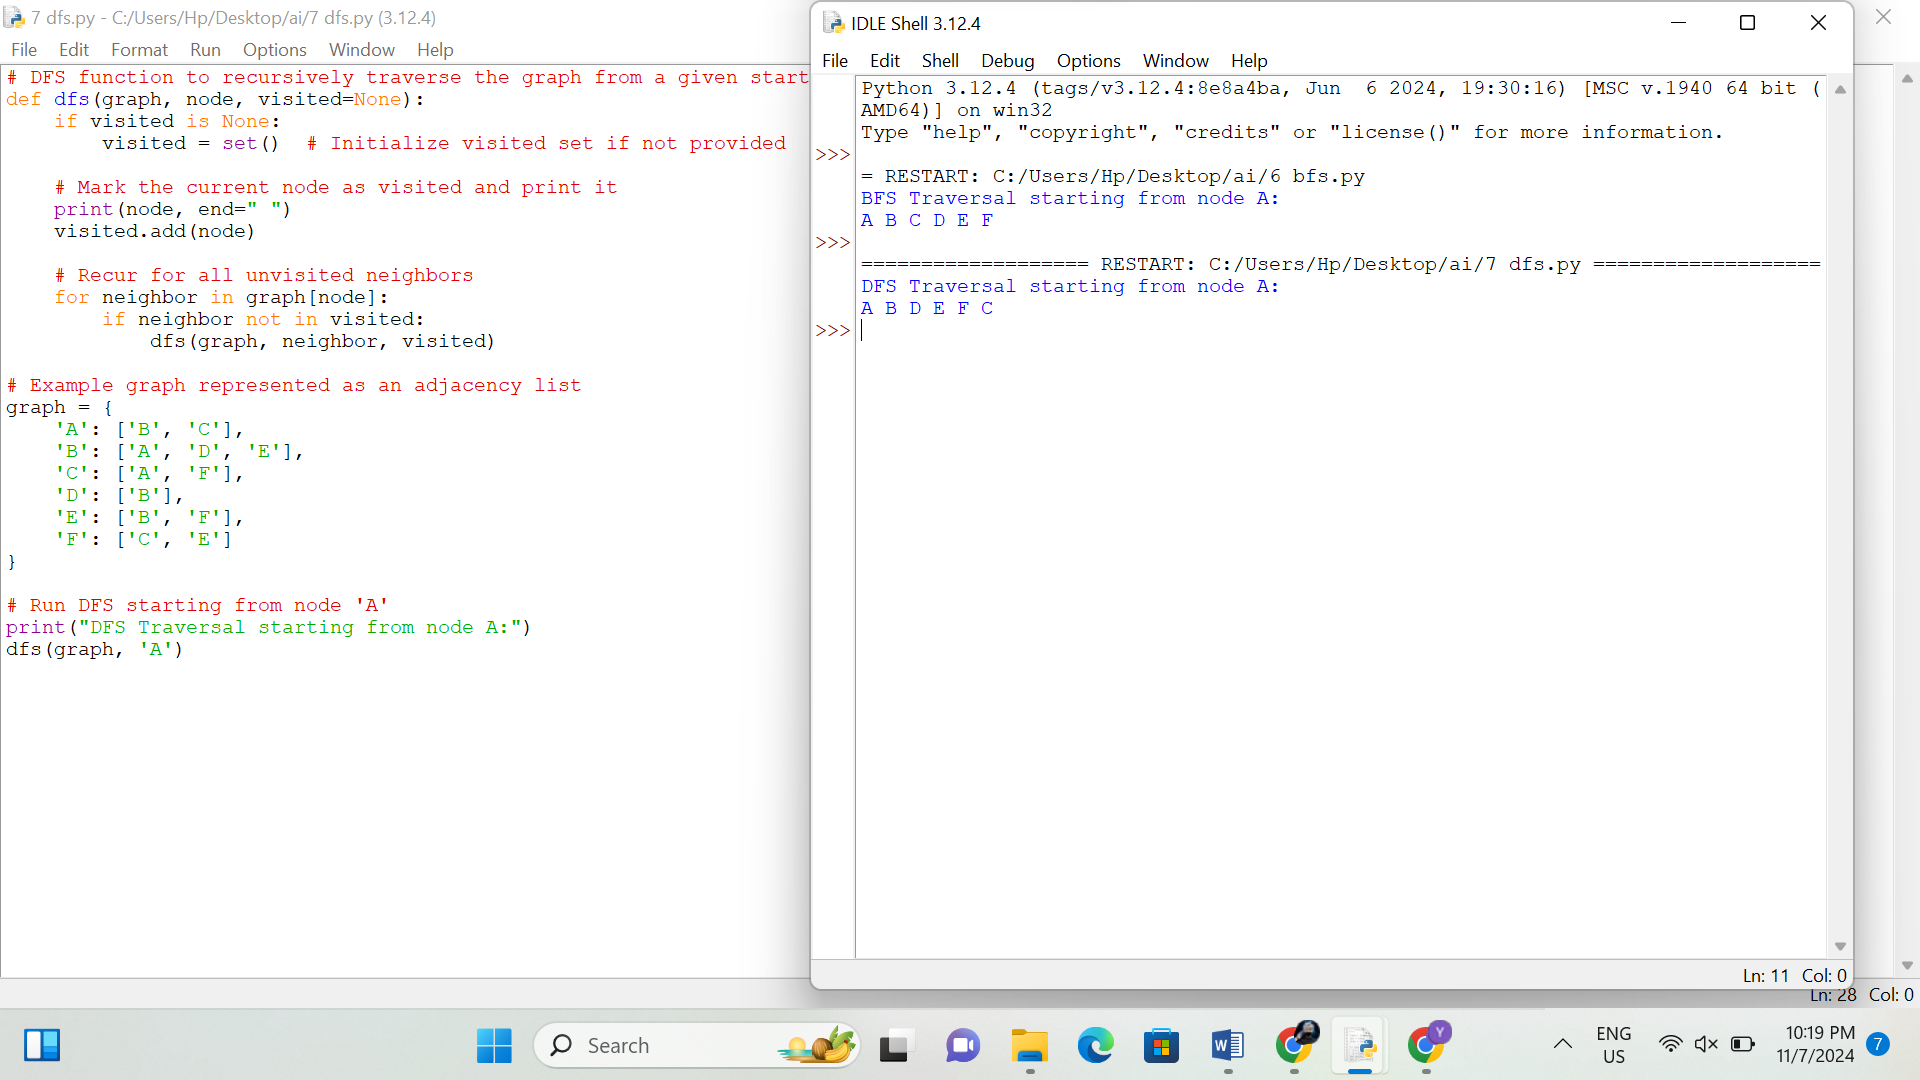 7 dfs.py - C:/Users/Hp/Desktop/ai/7 dfs.py (3.12.4)
File Edit Format Run Options Window Help
# DFS function to recursively traverse the graph from a given start
def dfs(graph, node, visited=None):
    if visited is None:
        visited = set()  # Initialize visited set if not provided
    # Mark the current node as visited and print it
    print(node, end=" ")
    visited.add(node)
    # Recur for all unvisited neighbors
    for neighbor in graph[node]:
        if neighbor not in visited:
            dfs(graph, neighbor, visited)
# Example graph represented as an adjacency list
graph = {
    'A': ['B', 'C'],
    'B': ['A', 'D', 'E'],
    'C': ['A', 'F'],
    'D': ['B'],
    'E': ['B', 'F'],
    'F': ['C', 'E']
}
# Run DFS starting from node 'A'
print("DFS Traversal starting from node A:")
dfs(graph, 'A')
IDLE Shell 3.12.4
File Edit Shell Debug Options Window Help
Python 3.12.4 (tags/v3.12.4:8e8a4ba, Jun  6 2024, 19:30:16) [MSC v.1940 64 bit (
AMD64)] on win32
Type "help", "copyright", "credits" or "license()" for more information.
>>>
= RESTART: C:/Users/Hp/Desktop/ai/6 bfs.py
BFS Traversal starting from node A:
A B C D E F
>>>
=================== RESTART: C:/Users/Hp/Desktop/ai/7 dfs.py ===================
DFS Traversal starting from node A:
A B D E F C
>>>
Ln: 11 Col: 0
Ln: 28 Col: 0
Search
Y
ENG
US
10:19 PM
11/7/2024
7